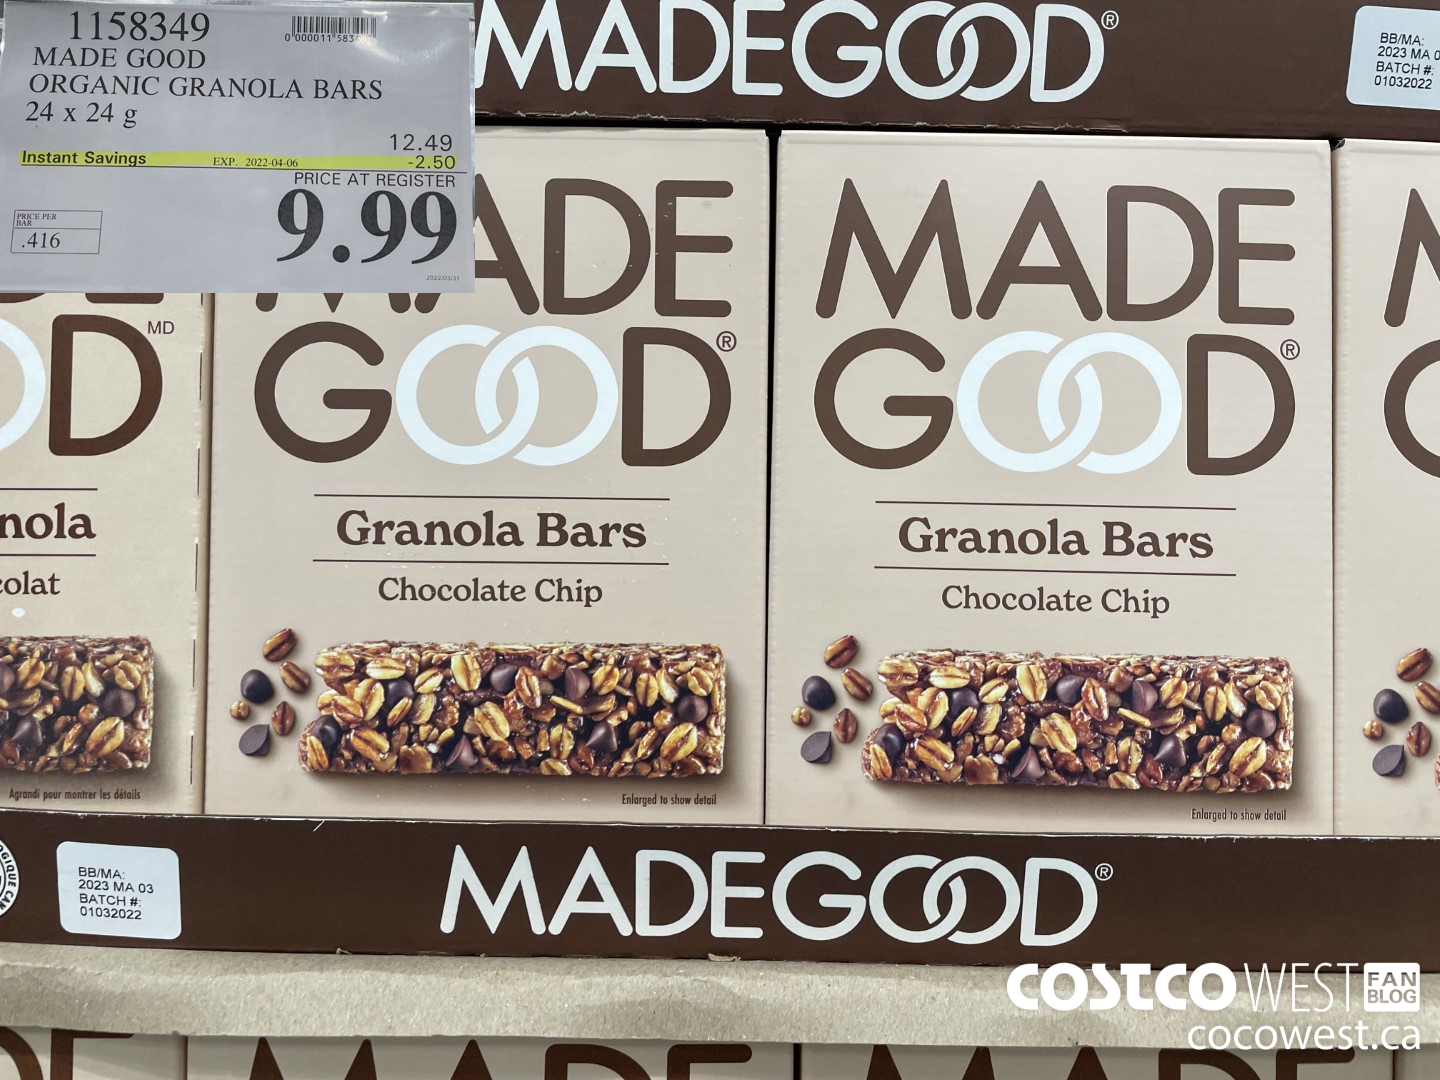 1158349
MADE GOOD
ORGANIC GRANOLA BARS
24 x 24 g
12.49
Instant Savings EXP. 2022-04-06 -2.50
PRICE AT REGISTER
9.99
PRICE PER
BAR
.416
2022/03/31
MADEGOOD®
BB/MA:
2023 MA 0
BATCH #:
01032022
D MD
nola
colat
Agrandi pour montrer les détails
ADE
GOOD®
Granola Bars
Chocolate Chip
Enlarged to show detail
MADE
GOOD®
Granola Bars
Chocolate Chip
Enlarged to show detail
BB/MA:
2023 MA 03
BATCH #:
01032022
MADEGOOD®
COSTCO WEST FAN BLOG
cocowest.ca